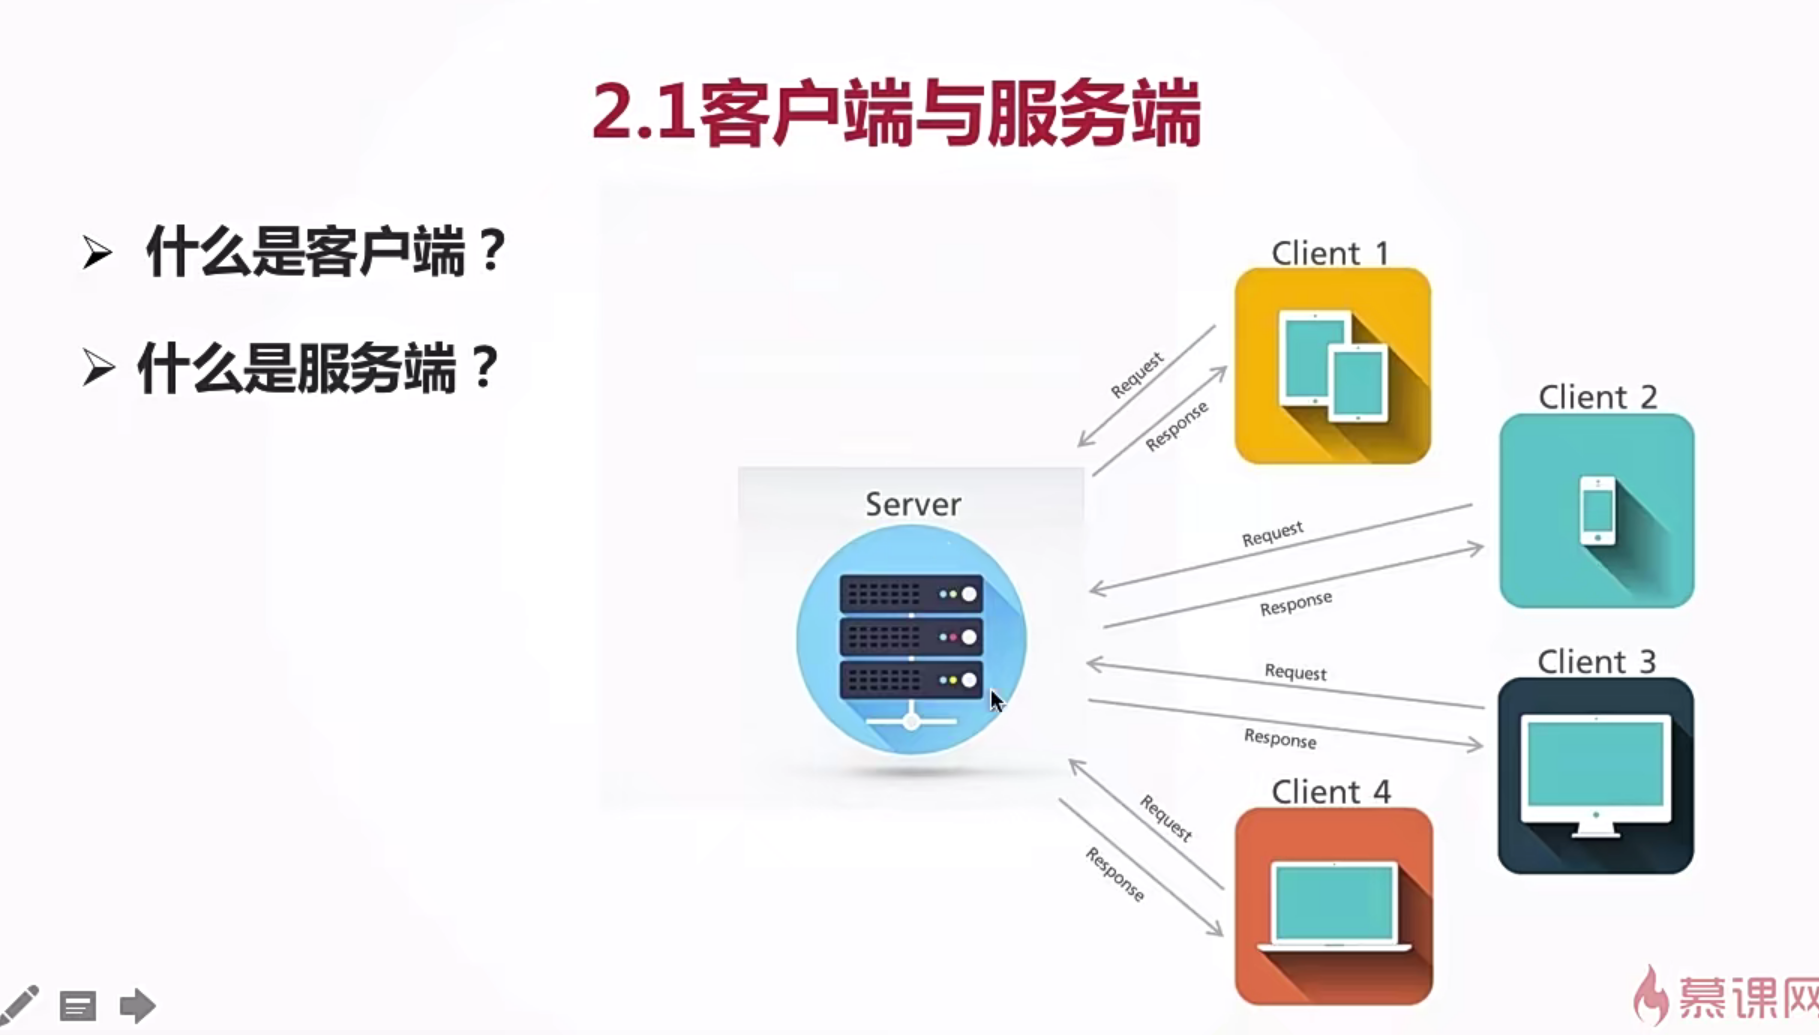 2.1客户端与服务端
什么是客户端？
什么是服务端？
Client 1
Request
Response
Client 2
Server
Request
Response
Client 3
Request
Response
Client 4
Request
Response
慕课网